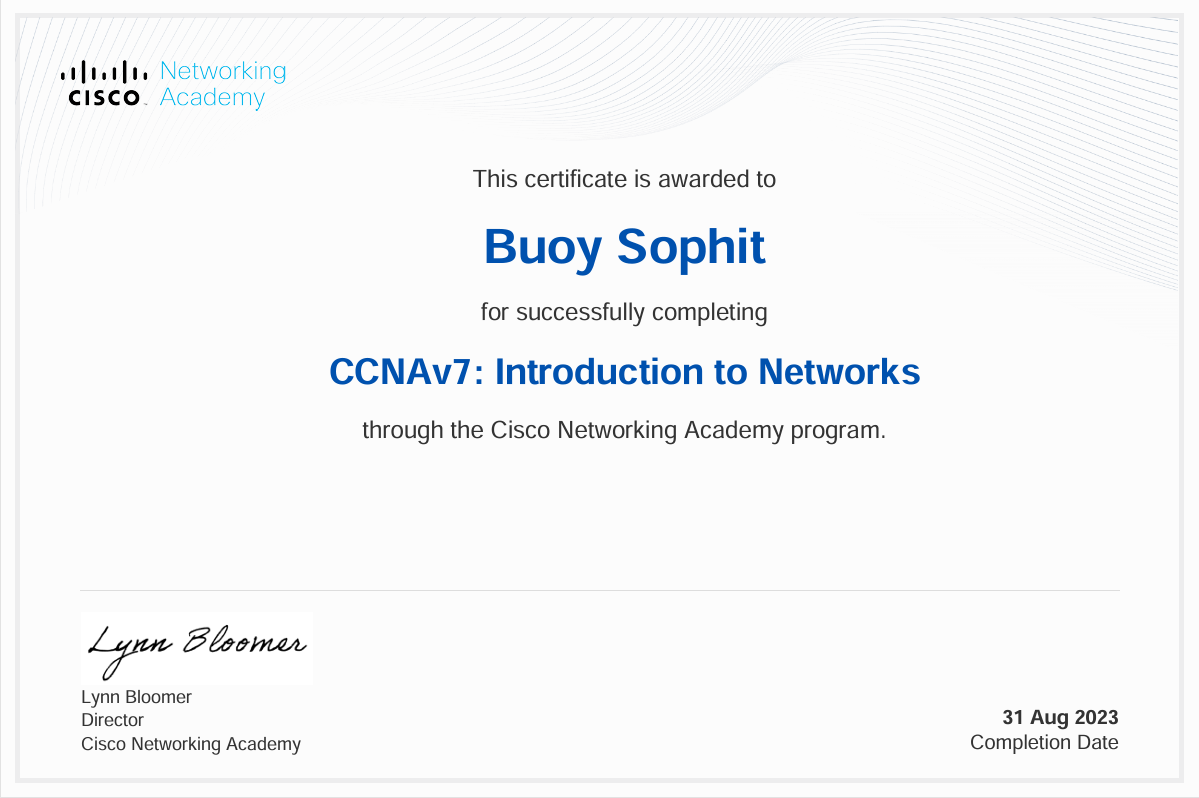 Networking
CISCO Academy
This certificate is awarded to
Buoy Sophit
for successfully completing
CCNAv7: Introduction to Networks
through the Cisco Networking Academy program.
Lynn Bloomer
Lynn Bloomer
Director
Cisco Networking Academy
31 Aug 2023
Completion Date